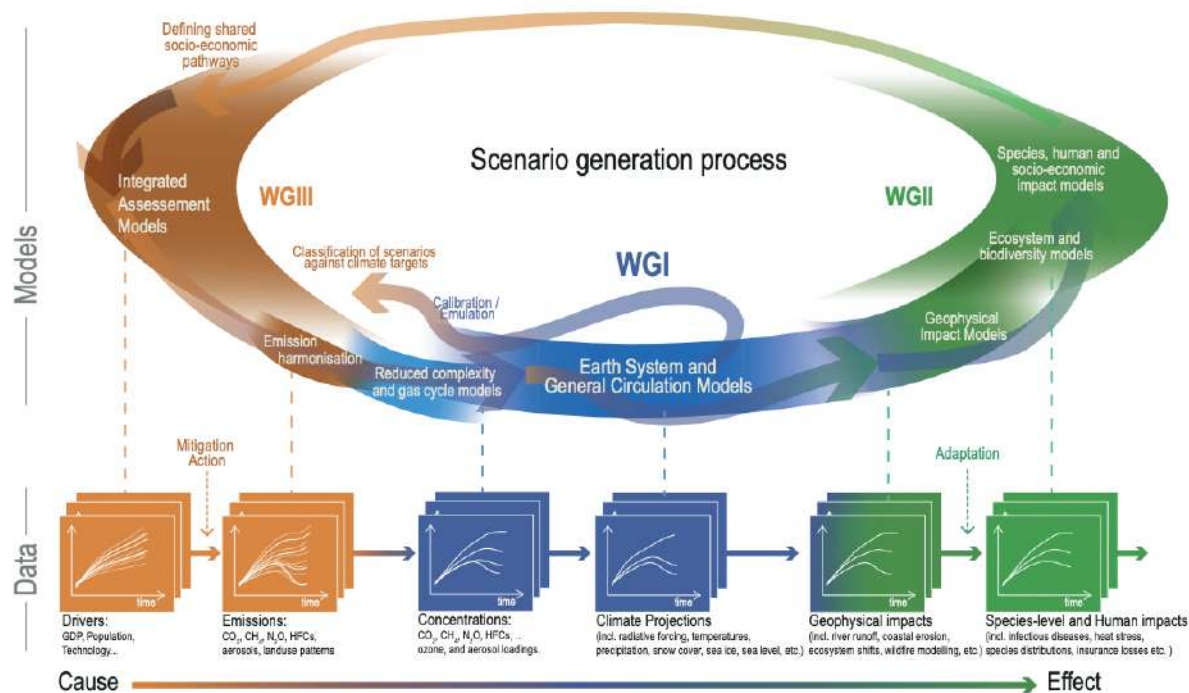 Models
Defining shared
socio-economic
pathways
Scenario generation process
Integrated
Assessement
Models
WGIII
WGII
Species, human and
socio-economic
impact models
Ecosystem and
biodiversity models
Classification of scenarios
against climate targets
WGI
Calibration /
Emulation
Geophysical
Impact Models
Emission
harmonisation
Reduced complexity
and gas cycle models
Earth System and
General Circulation Models
Mitigation
Action
Adaptation
Data
time
time
time
time
time
time
Drivers:
GDP, Population,
Technology...
Emissions:
CO₂, CH₄, N₂O, HFCs,
aerosols, landuse patterns
Concentrations:
CO₂, CH₄, N₂O, HFCs, ...
ozone, and aerosol loadings.
Climate Projections
(incl. radiative forcing, temperatures,
precipitation, snow cover, sea ice, sea level, etc.)
Geophysical impacts
(incl. river runoff, coastal erosion,
ecosystem shifts, wildfire modelling, etc.)
Species-level and Human impacts
(incl. infectious diseases, heat stress,
species distributions, insurance losses etc. )
Cause
Effect